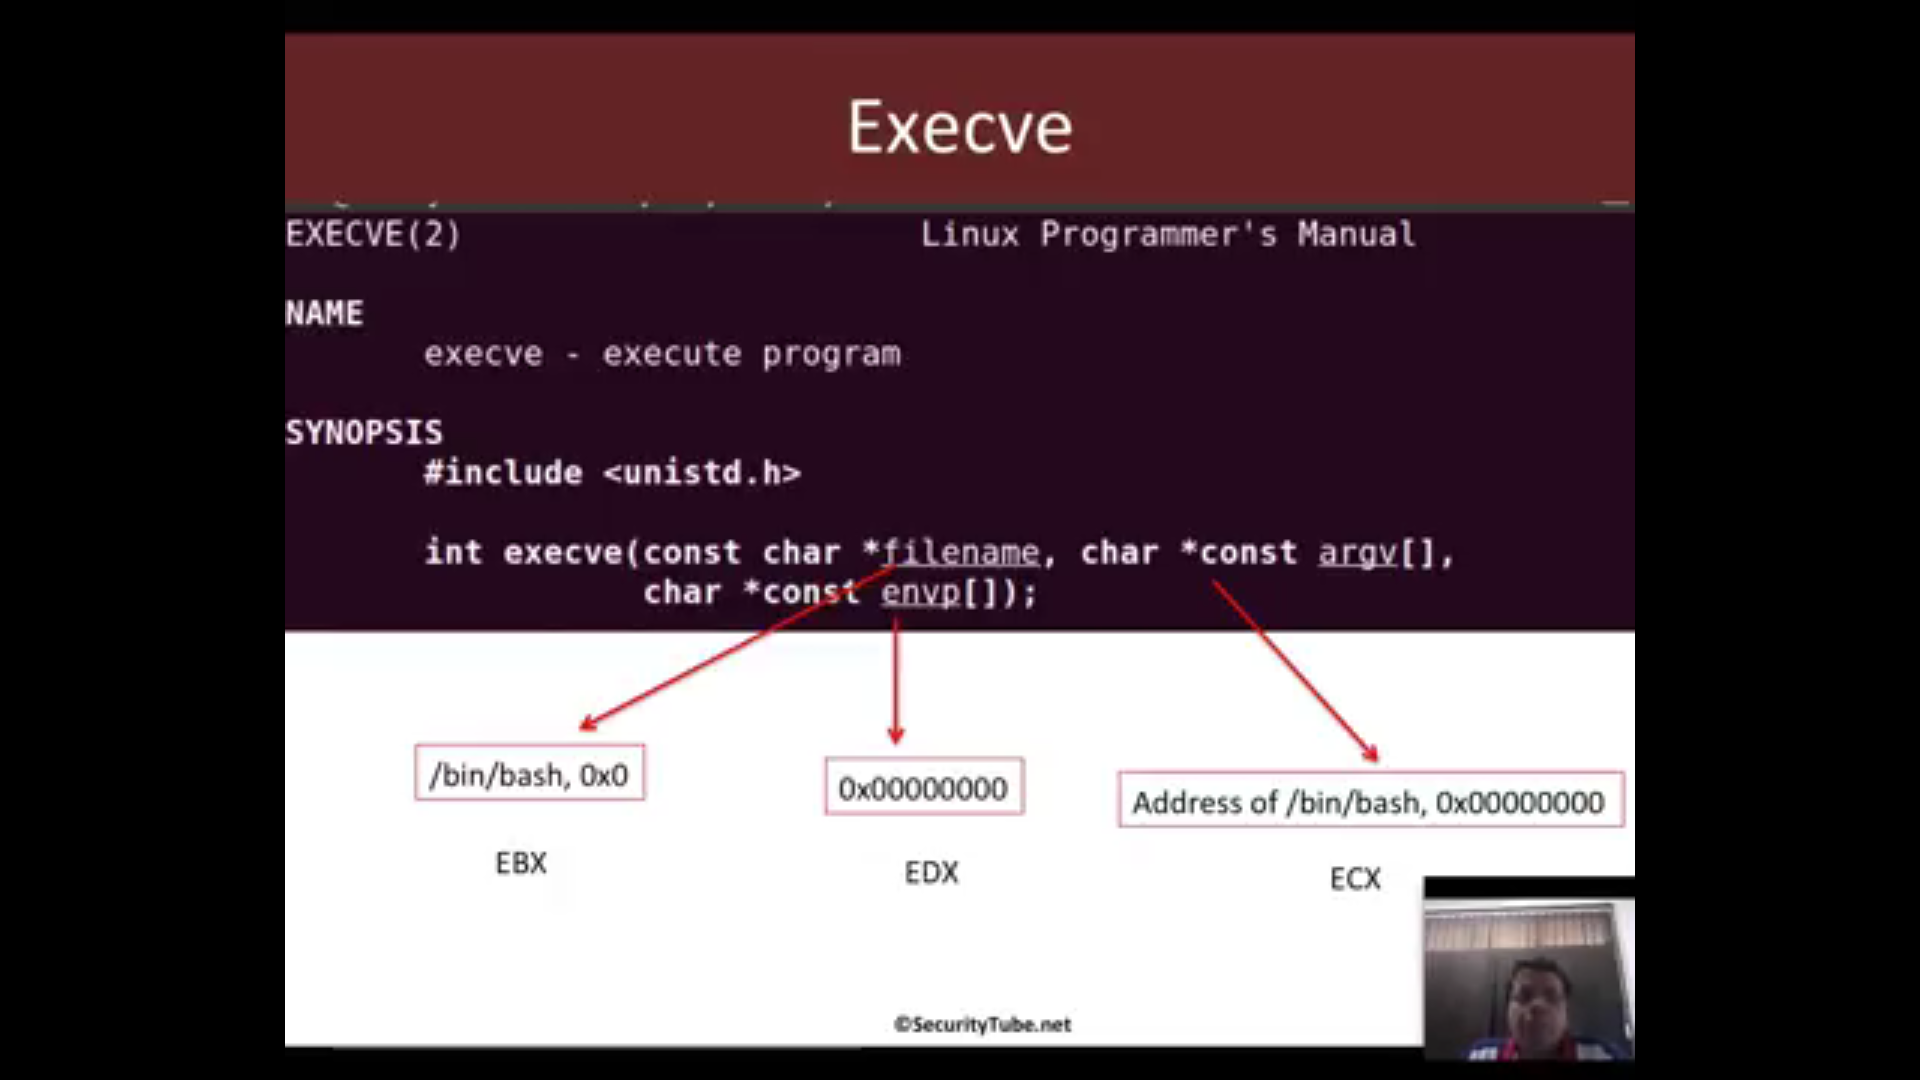 Execve
EXECVE(2) Linux Programmer's Manual
NAME
execve - execute program
SYNOPSIS
#include <unistd.h>
int execve(const char *filename, char *const argv[],
char *const envp[]);
/bin/bash, 0x0
0x00000000
Address of /bin/bash, 0x00000000
EBX
EDX
ECX
©SecurityTube.net